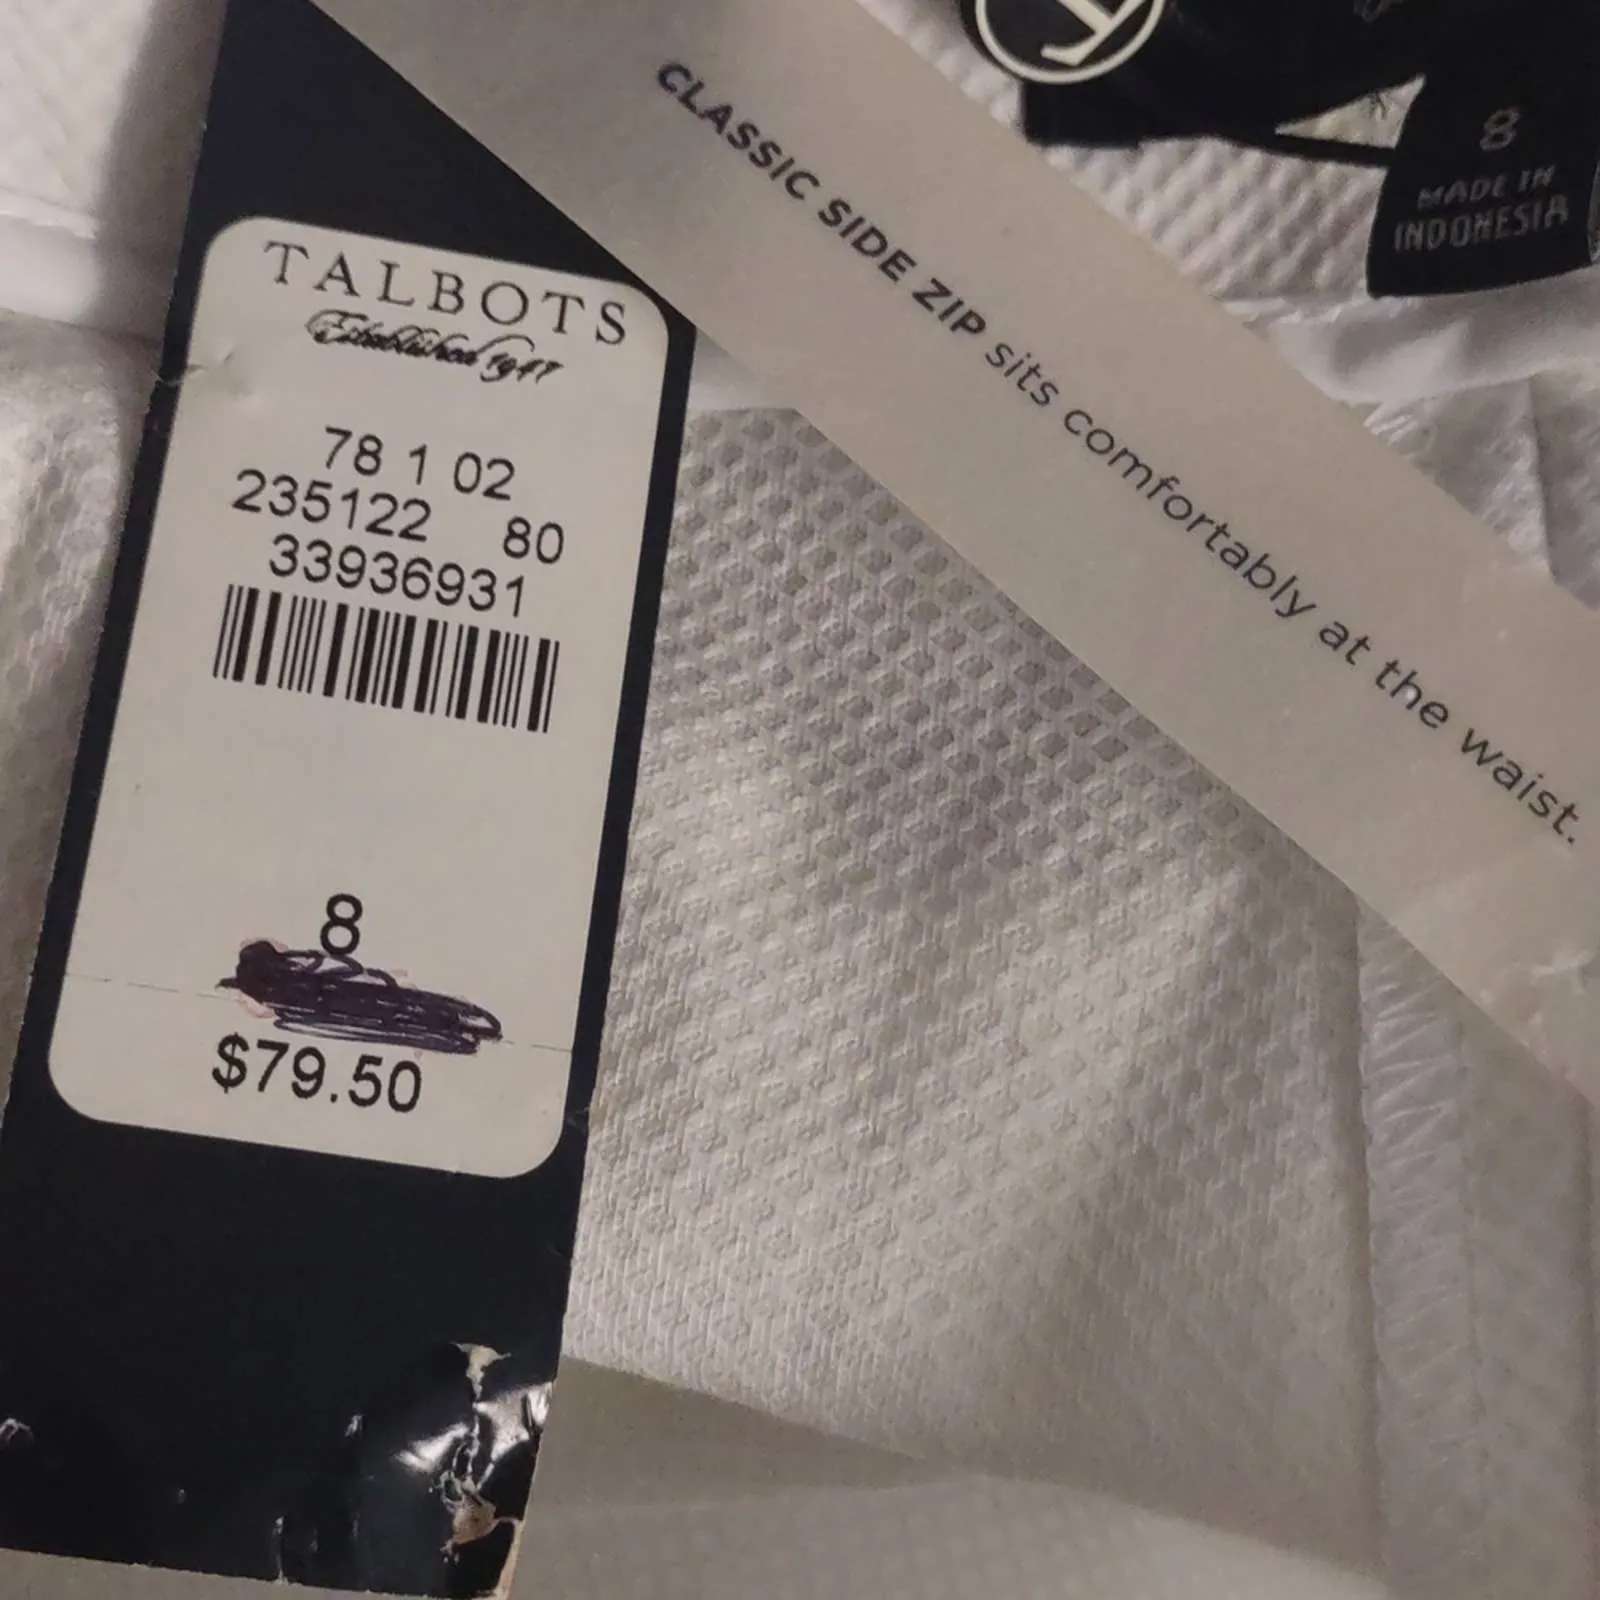 TALBOTS
Established 1947
78 1 02
235122 80
33936931
8
$79.50
CLASSIC SIDE ZIP sits comfortably at the waist.
T
8
MADE IN
INDONESIA